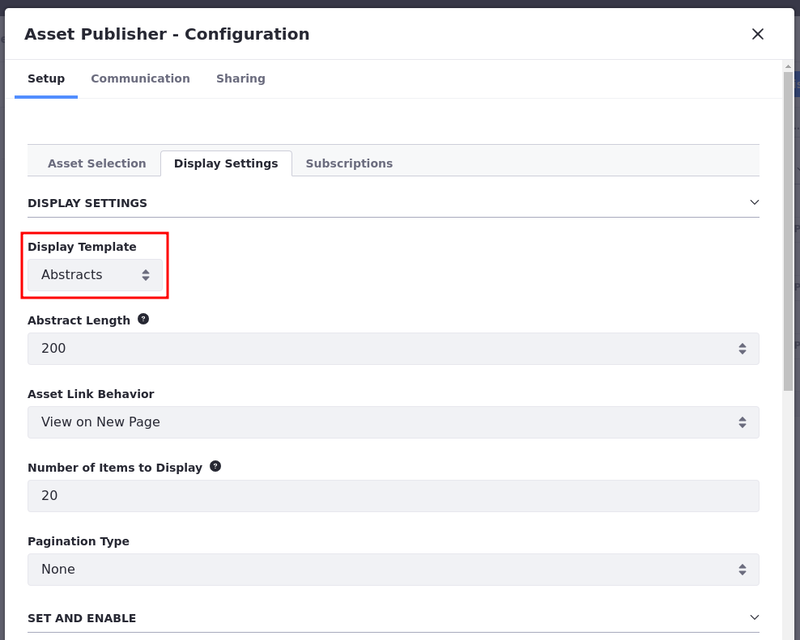 Asset Publisher - Configuration
Setup Communication Sharing
Asset Selection Display Settings Subscriptions
DISPLAY SETTINGS
Display Template
Abstracts
Abstract Length ?
200
Asset Link Behavior
View on New Page
Number of Items to Display ?
20
Pagination Type
None
SET AND ENABLE